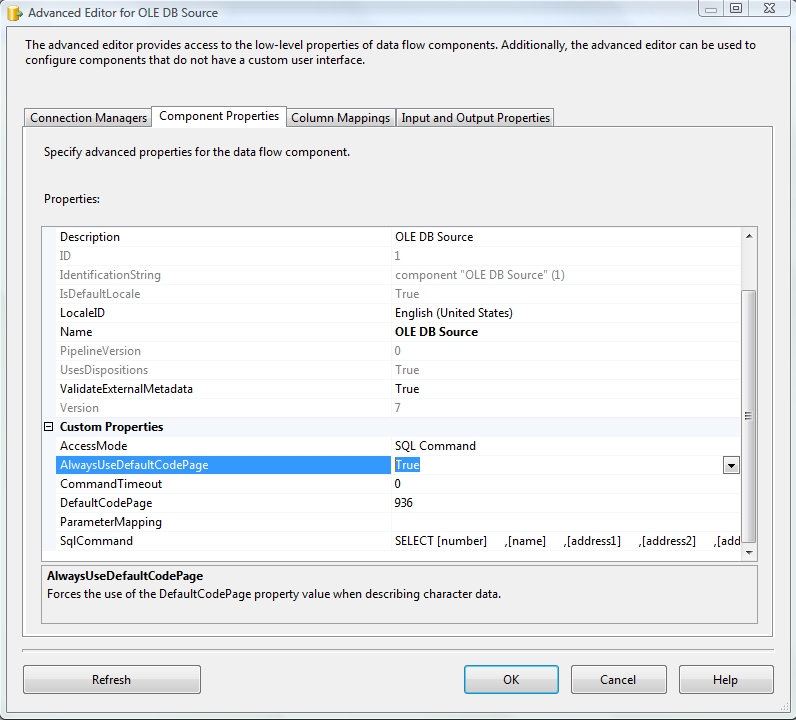 Advanced Editor for OLE DB Source
The advanced editor provides access to the low-level properties of data flow components. Additionally, the advanced editor can be used to
configure components that do not have a custom user interface.
Connection Managers Component Properties Column Mappings Input and Output Properties
Specify advanced properties for the data flow component.
Properties:
Description OLE DB Source
ID 1
IdentificationString component "OLE DB Source" (1)
IsDefaultLocale True
LocaleID English (United States)
Name OLE DB Source
PipelineVersion 0
UsesDispositions True
ValidateExternalMetadata True
Version 7
Custom Properties
AccessMode SQL Command
AlwaysUseDefaultCodePage True
CommandTimeout 0
DefaultCodePage 936
ParameterMapping
SqlCommand SELECT [number] ,[name] ,[address1] ,[address2] ,[add
AlwaysUseDefaultCodePage
Forces the use of the DefaultCodePage property value when describing character data.
Refresh OK Cancel Help